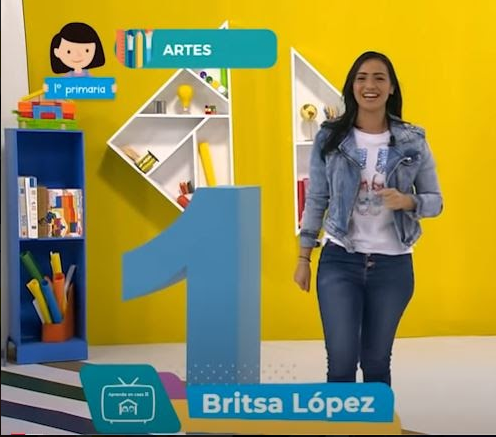 ARTES
1° primaria
1
Aprende en casa II
Britsa López